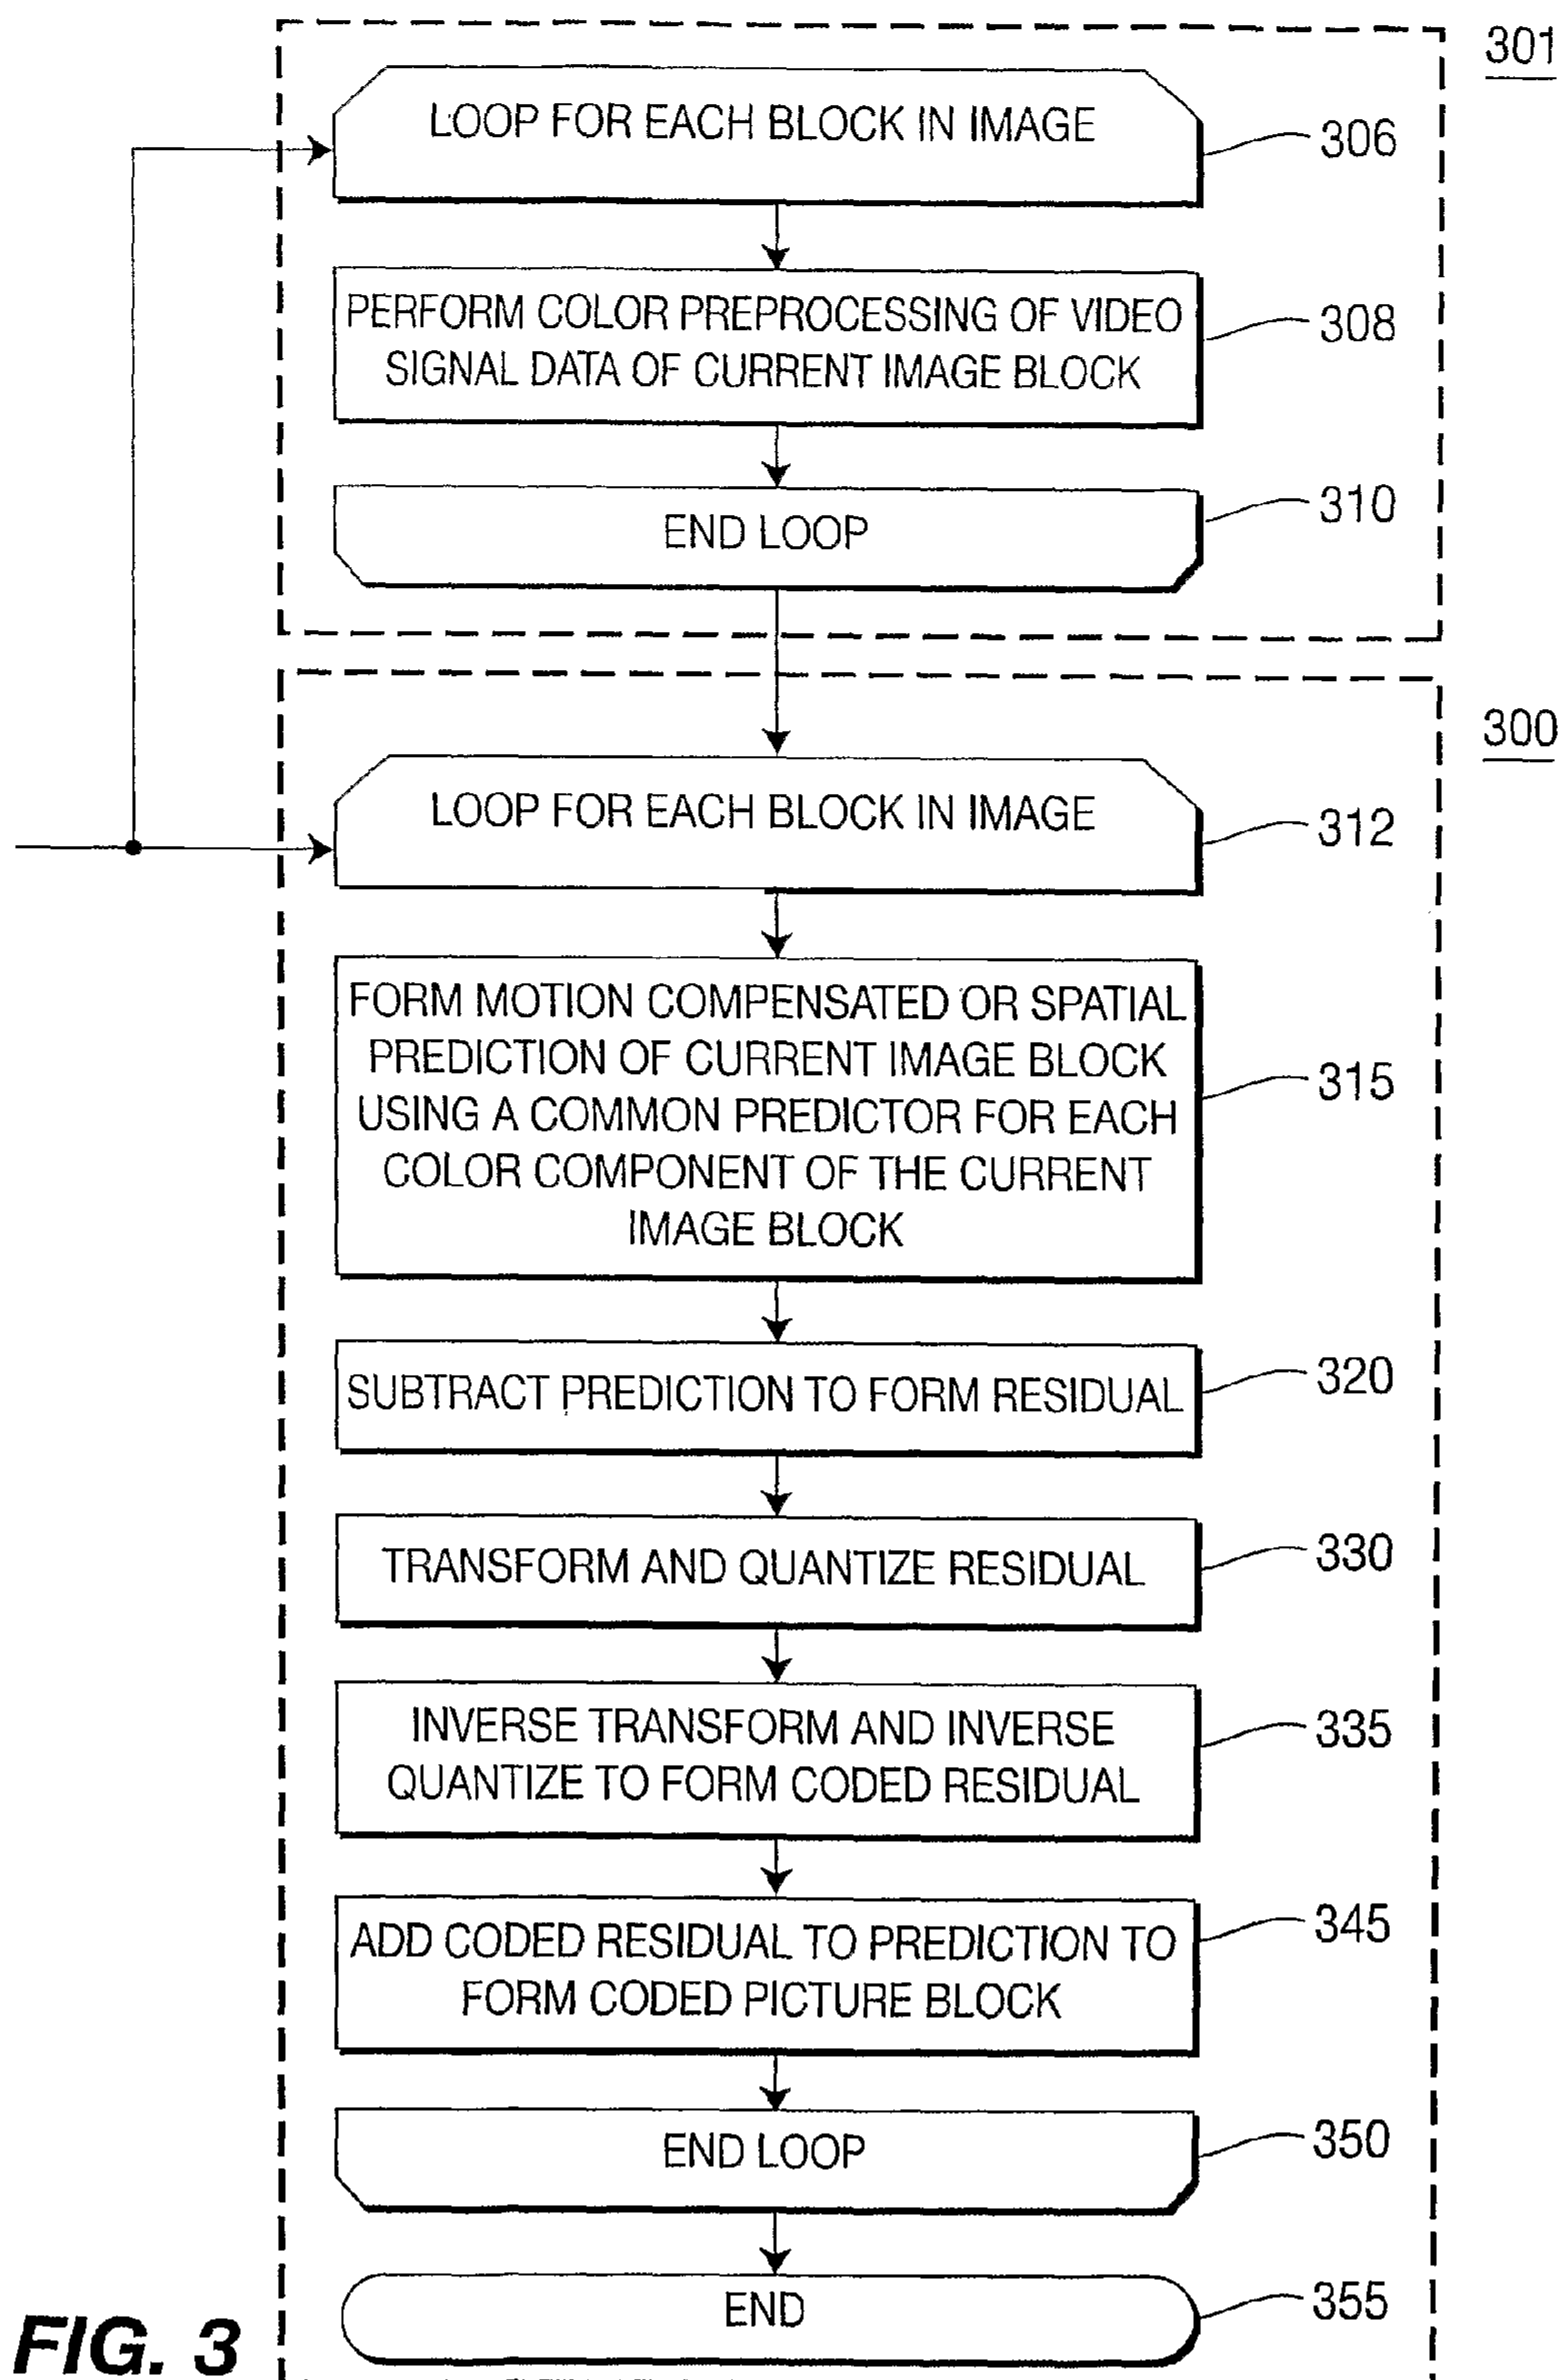 301
LOOP FOR EACH BLOCK IN IMAGE
306
PERFORM COLOR PREPROCESSING OF VIDEO
SIGNAL DATA OF CURRENT IMAGE BLOCK
308
END LOOP
310
300
LOOP FOR EACH BLOCK IN IMAGE
312
FORM MOTION COMPENSATED OR SPATIAL
PREDICTION OF CURRENT IMAGE BLOCK
USING A COMMON PREDICTOR FOR EACH
COLOR COMPONENT OF THE CURRENT
IMAGE BLOCK
315
SUBTRACT PREDICTION TO FORM RESIDUAL
320
TRANSFORM AND QUANTIZE RESIDUAL
330
INVERSE TRANSFORM AND INVERSE
QUANTIZE TO FORM CODED RESIDUAL
335
ADD CODED RESIDUAL TO PREDICTION TO
FORM CODED PICTURE BLOCK
345
END LOOP
350
END
355
FIG. 3